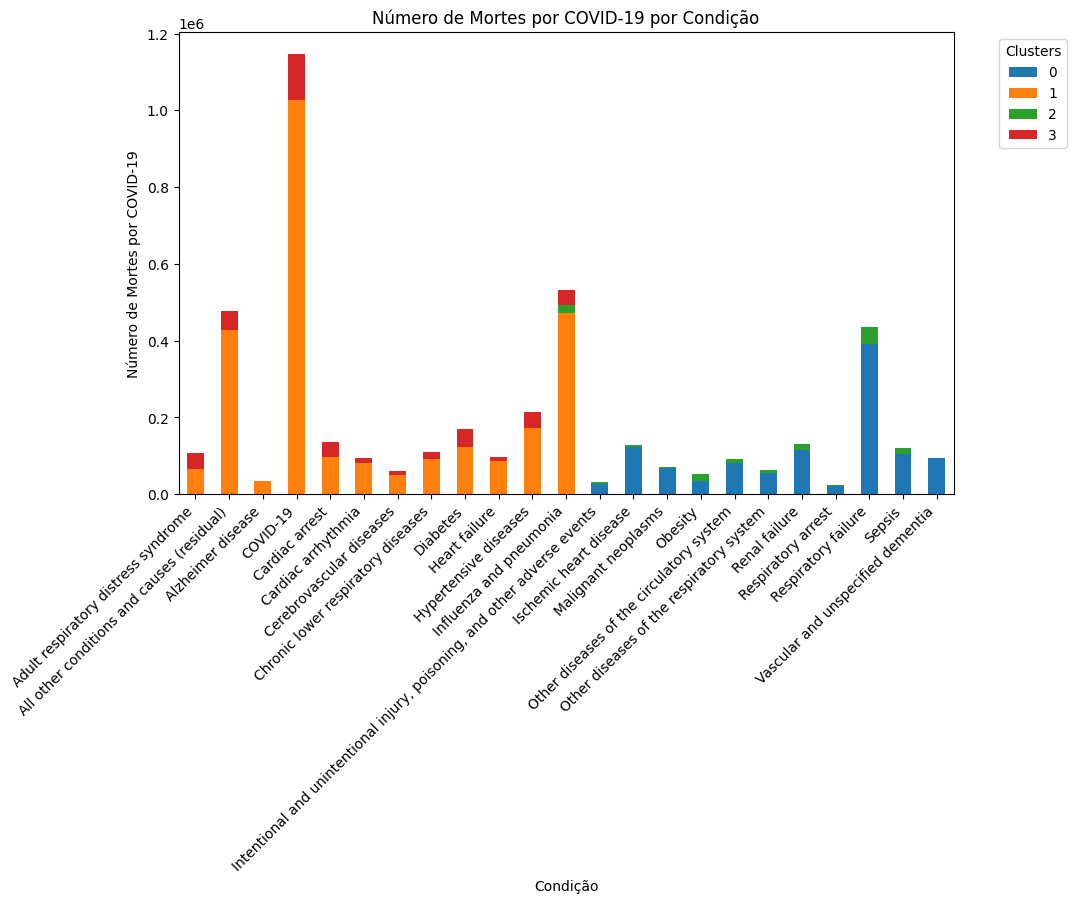 Número de Mortes por COVID-19 por Condição
1e6
1.2
1.0
0.8
0.6
0.4
0.2
0.0
Número de Mortes por COVID-19
Clusters
0
1
2
3
Adult respiratory distress syndrome
All other conditions and causes (residual)
Alzheimer disease
COVID-19
Cardiac arrest
Cardiac arrhythmia
Cerebrovascular diseases
Chronic lower respiratory diseases
Diabetes
Heart failure
Hypertensive diseases
Influenza and pneumonia
Intentional and unintentional injury, poisoning, and other adverse events
Ischemic heart disease
Malignant neoplasms
Obesity
Other diseases of the circulatory system
Other diseases of the respiratory system
Renal failure
Respiratory arrest
Respiratory failure
Sepsis
Vascular and unspecified dementia
Condição